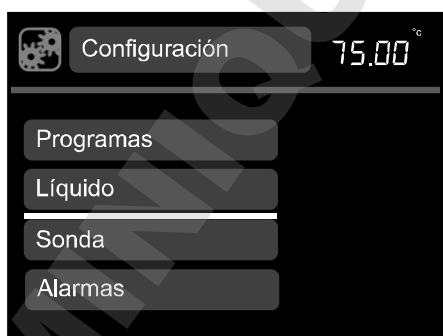 Configuración
75.00 °c
Programas
Líquido
Sonda
Alarmas